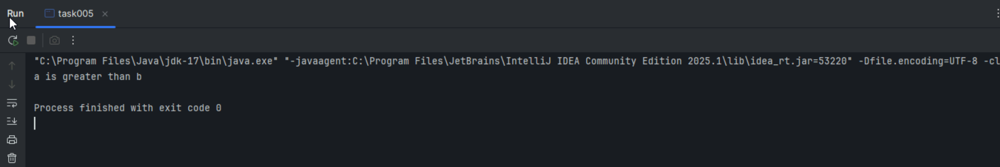 Run task005
"C:\Program Files\Java\jdk-17\bin\java.exe" "-javaagent:C:\Program Files\JetBrains\IntelliJ IDEA Community Edition 2025.1\lib\idea_rt.jar=53220" -Dfile.encoding=UTF-8 -cl
a is greater than b
Process finished with exit code 0